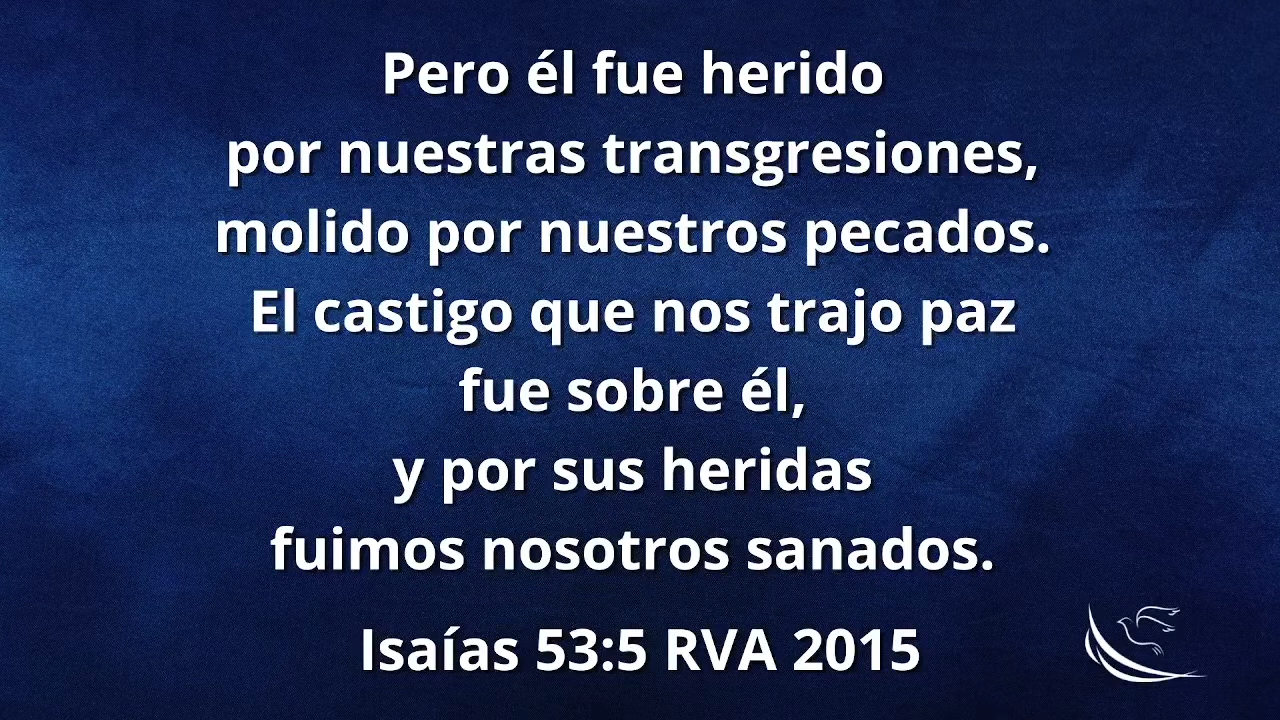 Pero él fue herido
por nuestras transgresiones,
molido por nuestros pecados.
El castigo que nos trajo paz
fue sobre él,
y por sus heridas
fuimos nosotros sanados.
Isaías 53:5 RVA 2015